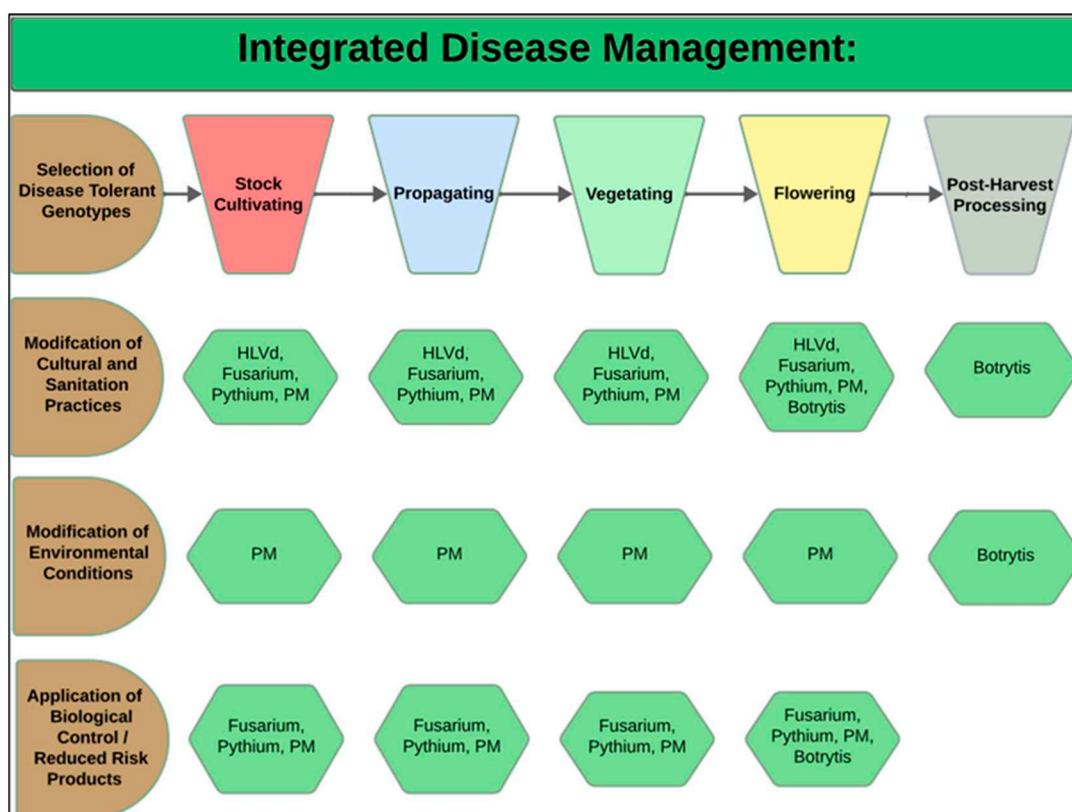 Integrated Disease Management:
Selection of
Disease Tolerant
Genotypes
Stock
Cultivating
Propagating
Vegetating
Flowering
Post-Harvest
Processing
Modifcation of
Cultural and
Sanitation
Practices
HLVd,
Fusarium,
Pythium, PM
HLVd,
Fusarium,
Pythium, PM
HLVd,
Fusarium,
Pythium, PM
HLVd,
Fusarium,
Pythium, PM,
Botrytis
Botrytis
Modification of
Environmental
Conditions
PM
PM
PM
PM
Botrytis
Application of
Biological
Control /
Reduced Risk
Products
Fusarium,
Pythium, PM
Fusarium,
Pythium, PM
Fusarium,
Pythium, PM
Fusarium,
Pythium, PM,
Botrytis